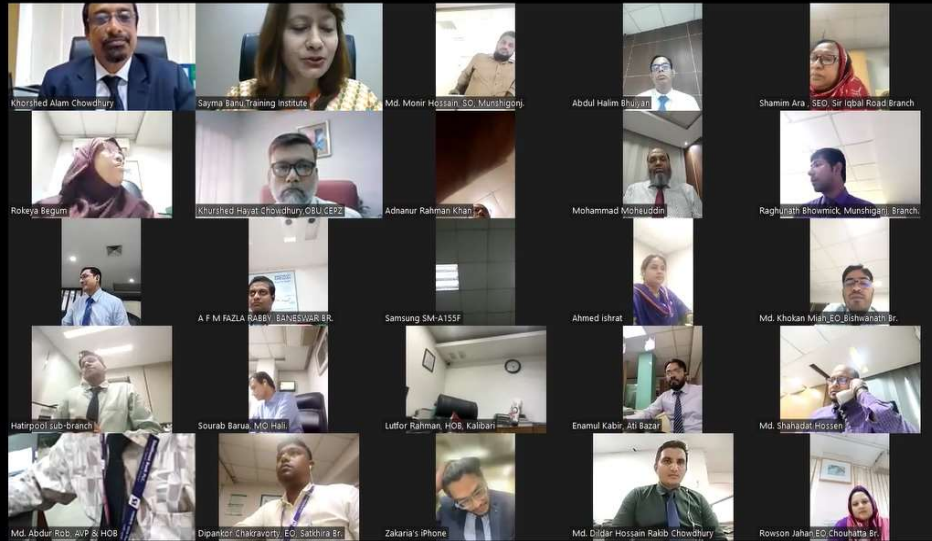 Khorshed Alam Chowdhury
Sayma Banu Training Institute
Md. Monir Hossain, SO, Munshigonj.
Abdul Halim Bhuiyan
Shamim Ara , SEO, Sir Iqbal Road Branch
Rokeya Begum
Khurshed Hayat Chowdhury,OBU,CEPZ
Adnanur Rahman Khan
Mohammad Moheuddin
Raghunath Bhowmick, Munshiganj. Branch.
A F M FAZLA RABBY, BANESWAR BR.
Samsung SM-A155F
Ahmed ishrat
Md. Khokan Mian_EO_Bishwanath Br.
Hatirpool sub-branch
Sourab Barua, MO Hali.
Lutfor Rahman, HOB, Kalibari
Enamul Kabir, Ati Bazar
Md. Shahadat Hossen
Md. Abdur Rob, AVP & HOB
Dipankor Chakravorty, EO, Satkhira Br.
Zakaria's iPhone
Md. Dildar Hossain Rakib Chowdhury
Rowson Jahan,EO,Chouhatta Br.